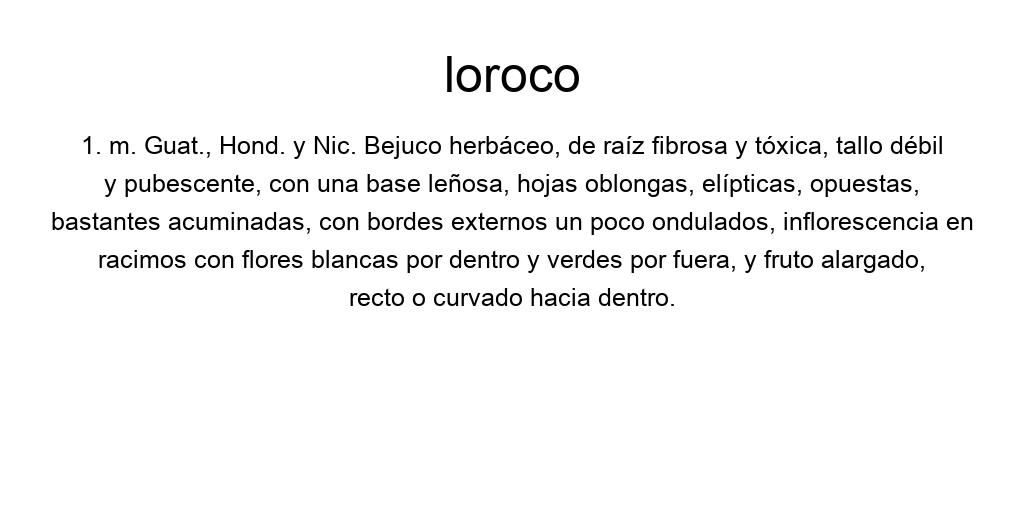 loroco
1. m. Guat., Hond. y Nic. Bejuco herbáceo, de raíz fibrosa y tóxica, tallo débil
y pubescente, con una base leñosa, hojas oblongas, elípticas, opuestas,
bastantes acuminadas, con bordes externos un poco ondulados, inflorescencia en
racimos con flores blancas por dentro y verdes por fuera, y fruto alargado,
recto o curvado hacia dentro.